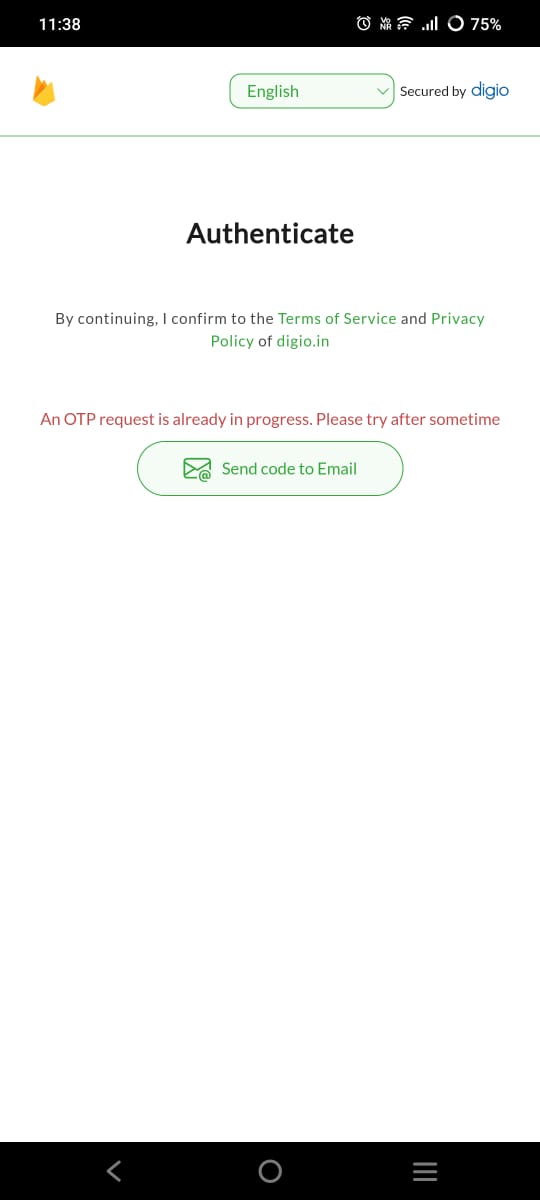 11:38
Vo
NR
75%
English
Secured by digio
Authenticate
By continuing, I confirm to the Terms of Service and Privacy
Policy of digio.in
An OTP request is already in progress. Please try after sometime
Send code to Email